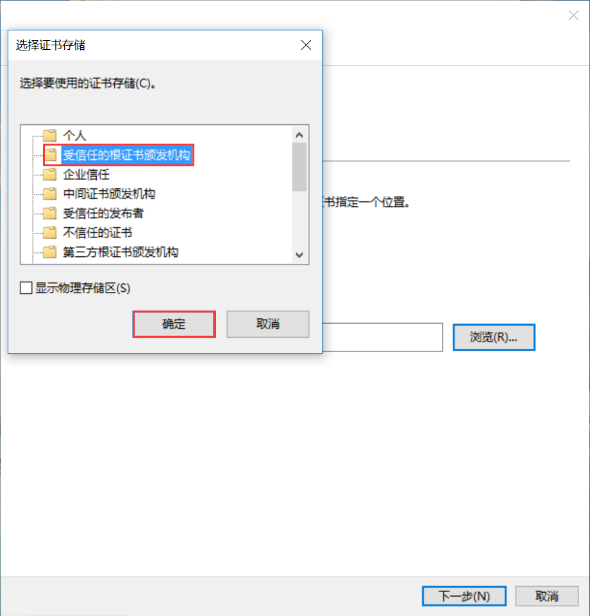 选择证书存储
选择要使用的证书存储(C)。
个人
受信任的根证书颁发机构
企业信任
中间证书颁发机构
受信任的发布者
不信任的证书
第三方根证书颁发机构
书指定一个位置。
显示物理存储区(S)
确定
取消
浏览(R)...
下一步(N)
取消